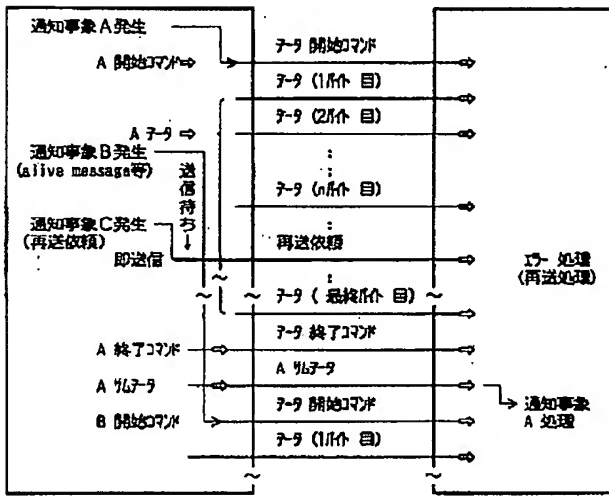 通知事象A発生
データ 開始コマンド
A 開始コマンド⇨
データ (1バイト 目)
データ (2バイト 目)
A データ ⇨
通知事象B発生
(alive message等)
送信待ち
:
:
データ (nバイト 目)
通知事象C発生
(再送依頼)
:
再送依頼
即送信
エラー 処理
(再送処理)
:
データ ( 最終バイト 目)
データ 終了コマンド
A 終了コマンド
A サムデータ
A サムデータ
データ 開始コマンド
通知事象
A 処理
B 開始コマンド
データ (1バイト 目)